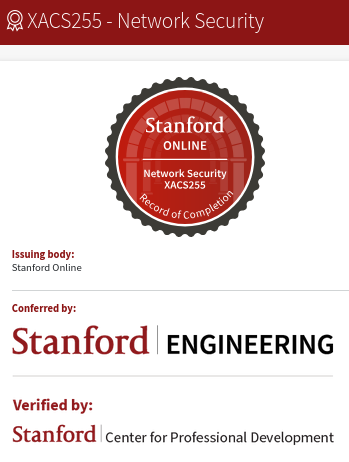 XACS255 - Network Security
Stanford
ONLINE
Network Security
XACS255
Record of Completion
Issuing body:
Stanford Online
Conferred by:
Stanford | ENGINEERING
Verified by:
Stanford | Center for Professional Development